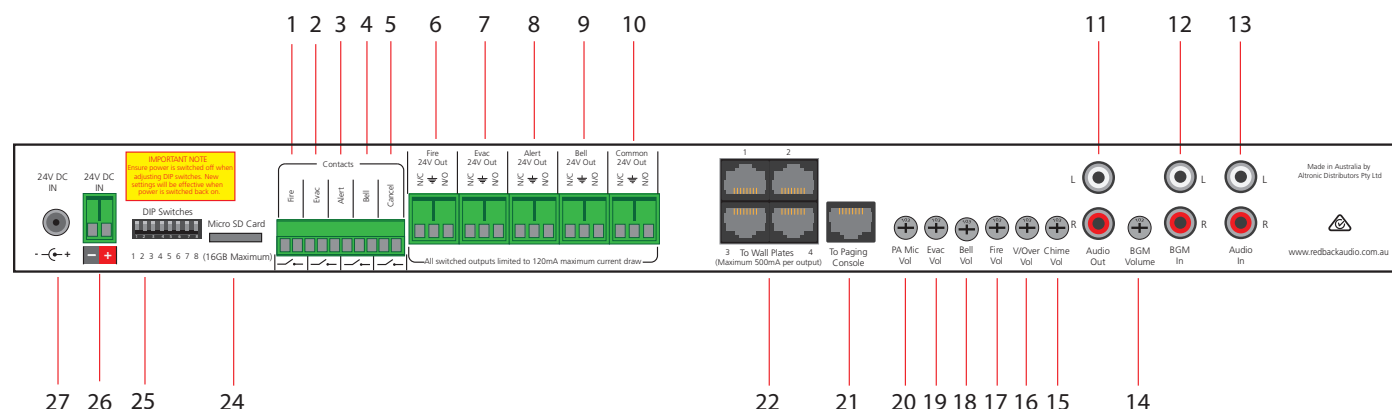 1 2 3 4 5 6 7 8 9 10 11 12 13
24V DC
IN
24V DC
IN
IMPORTANT NOTE
Ensure power is switched off when
adjusting DIP switches. New
settings will be effective when
power is switched back on.
DIP Switches
1 2 3 4 5 6 7 8
Micro SD Card
(16GB Maximum)
- +
- +
Contacts
Fire
Evac
Alert
Bell
Cancel
Fire
24V Out
N/C N/O
Evac
24V Out
N/C N/O
Alert
24V Out
N/C N/O
Bell
24V Out
N/C N/O
Common
24V Out
N/C N/O
All switched outputs limited to 120mA maximum current draw
1 2
3 To Wall Plates 4
(Maximum 500mA per output)
To Paging
Console
PA Mic
Vol
Evac
Vol
Bell
Vol
Fire
Vol
V/Over
Vol
Chime
Vol
L
R
Audio
Out
BGM
Volume
L
R
BGM
In
L
R
Audio
In
Made in Australia by
Altronic Distributors Pty Ltd
www.redbackaudio.com.au
27 26 25 24 22 21 20 19 18 17 16 15 14